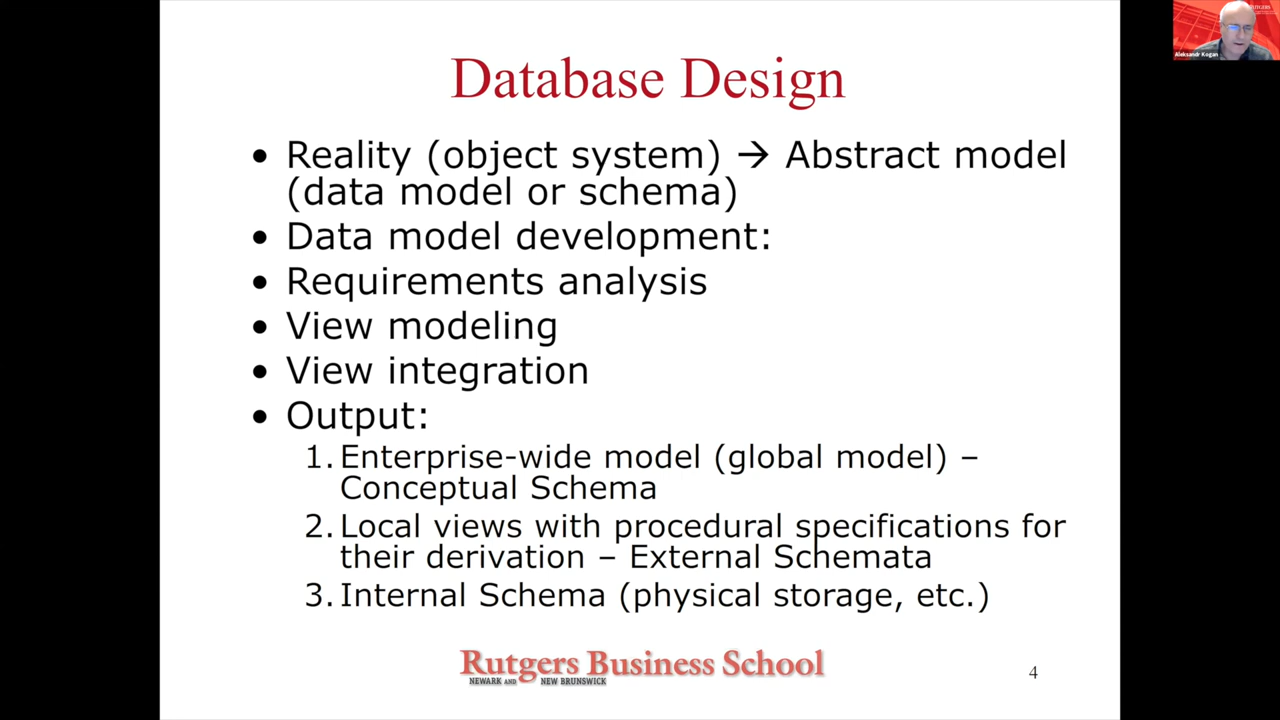 Database Design
• Reality (object system) → Abstract model
(data model or schema)
• Data model development:
• Requirements analysis
• View modeling
• View integration
• Output:
1. Enterprise-wide model (global model) –
Conceptual Schema
2. Local views with procedural specifications for
their derivation – External Schemata
3. Internal Schema (physical storage, etc.)
Rutgers Business School
NEWARK AND NEW BRUNSWICK
4
Aleksandr Kogan